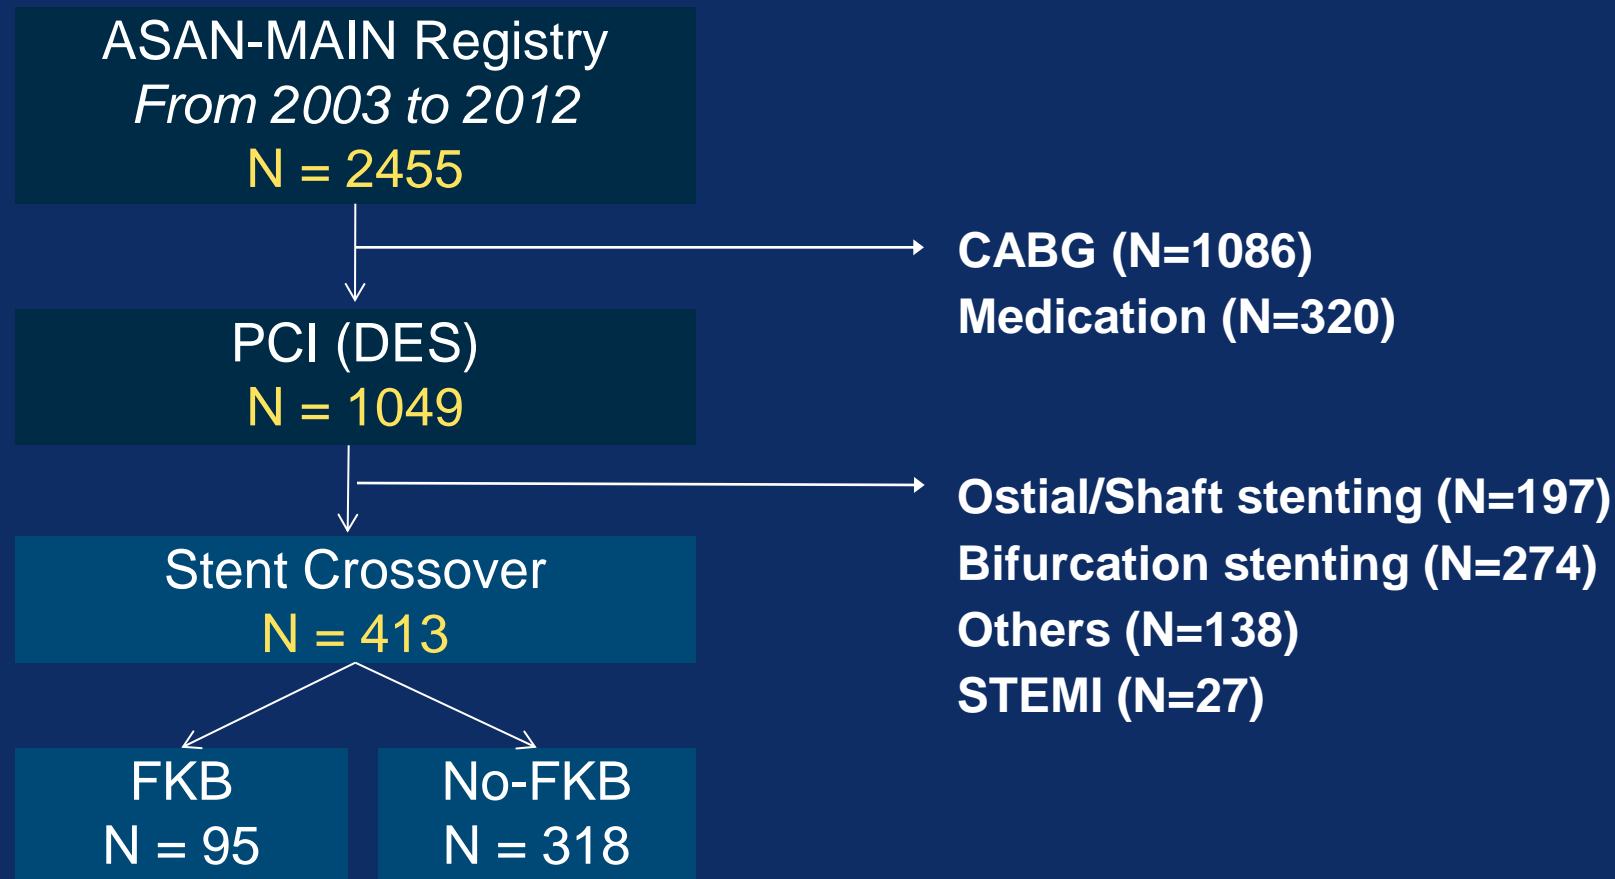 ASAN-MAIN Registry
From 2003 to 2012
N = 2455
CABG (N=1086)
Medication (N=320)
PCI (DES)
N = 1049
Ostial/Shaft stenting (N=197)
Bifurcation stenting (N=274)
Others (N=138)
STEMI (N=27)
Stent Crossover
N = 413
FKB
N = 95
No-FKB
N = 318